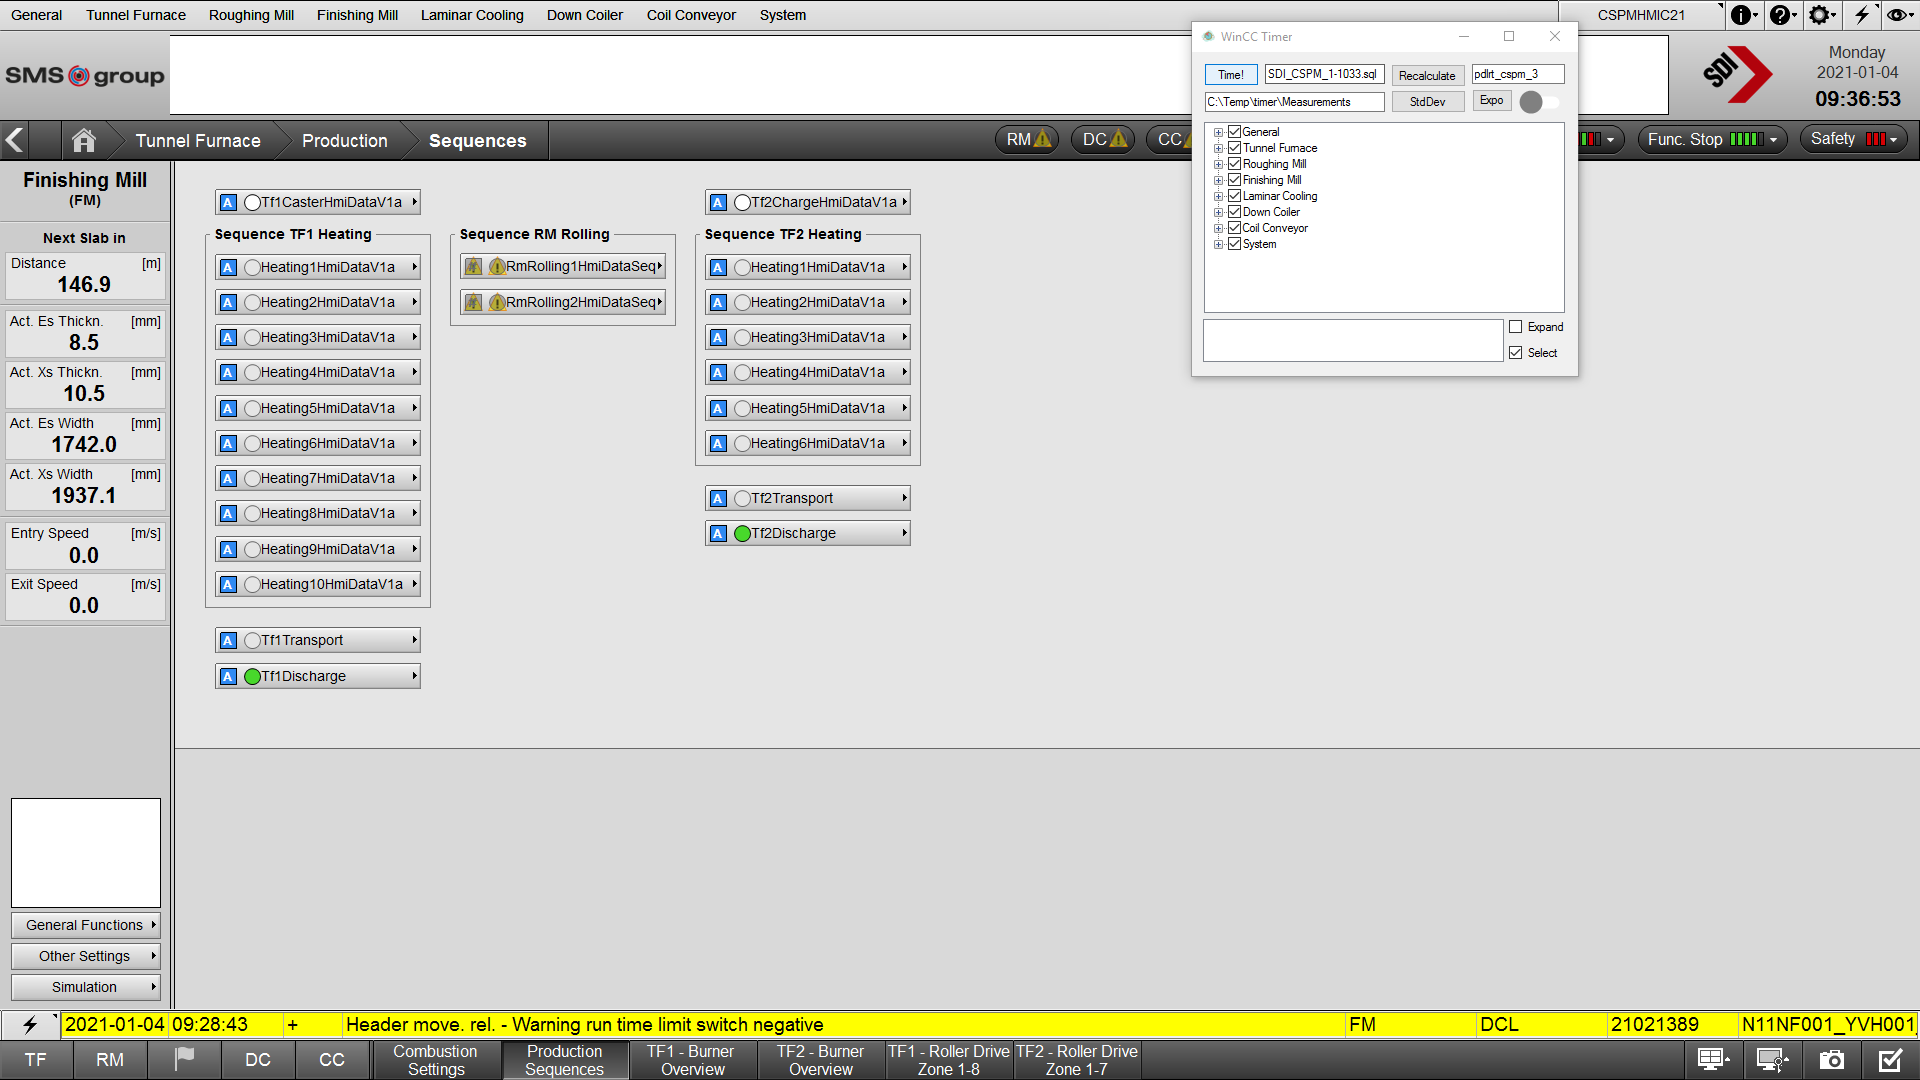 General Tunnel Furnace Roughing Mill Finishing Mill Laminar Cooling Down Coiler Coil Conveyor System CSPMHMIC21
SMS group
SDI
Monday
2021-01-04
09:36:53
WinCC Timer
Time! SDI_CSPM_1-1033.sql Recalculate pdlrt_cspm_3
C:\Temp\timer\Measurements StdDev Expo
General
Tunnel Furnace
Roughing Mill
Finishing Mill
Laminar Cooling
Down Coiler
Coil Conveyor
System
Expand
Select
Tunnel Furnace Production Sequences RM DC CC Func. Stop Safety
Finishing Mill
(FM)
Next Slab in
Distance [m]
146.9
Act. Es Thickn. [mm]
8.5
Act. Xs Thickn. [mm]
10.5
Act. Es Width [mm]
1742.0
Act. Xs Width [mm]
1937.1
Entry Speed [m/s]
0.0
Exit Speed [m/s]
0.0
General Functions
Other Settings
Simulation
A Tf1CasterHmiDataV1a
Sequence TF1 Heating
A Heating1HmiDataV1a
A Heating2HmiDataV1a
A Heating3HmiDataV1a
A Heating4HmiDataV1a
A Heating5HmiDataV1a
A Heating6HmiDataV1a
A Heating7HmiDataV1a
A Heating8HmiDataV1a
A Heating9HmiDataV1a
A Heating10HmiDataV1a
A Tf1Transport
A Tf1Discharge
Sequence RM Rolling
RmRolling1HmiDataSeq
RmRolling2HmiDataSeq
A Tf2ChargeHmiDataV1a
Sequence TF2 Heating
A Heating1HmiDataV1a
A Heating2HmiDataV1a
A Heating3HmiDataV1a
A Heating4HmiDataV1a
A Heating5HmiDataV1a
A Heating6HmiDataV1a
A Tf2Transport
A Tf2Discharge
2021-01-04 09:28:43 + Header move. rel. - Warning run time limit switch negative FM DCL 21021389 N11NF001_YVH001
TF RM DC CC
Combustion
Settings
Production
Sequences
TF1 - Burner
Overview
TF2 - Burner
Overview
TF1 - Roller Drive
Zone 1-8
TF2 - Roller Drive
Zone 1-7